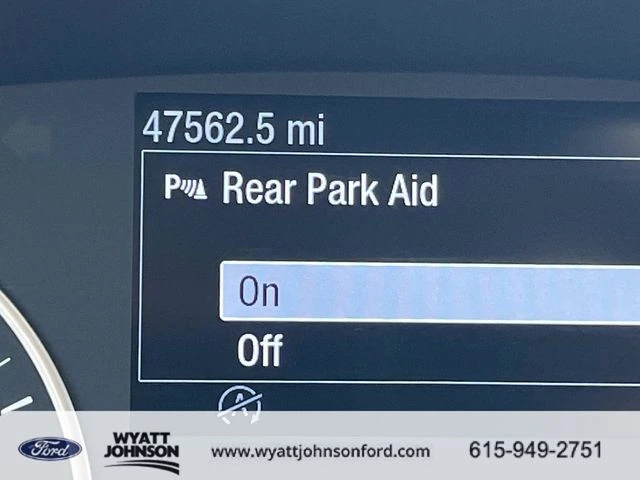 47562.5 mi
P Rear Park Aid
On
Off
A
Ford
WYATT
JOHNSON
www.wyattjohnsonford.com
615-949-2751